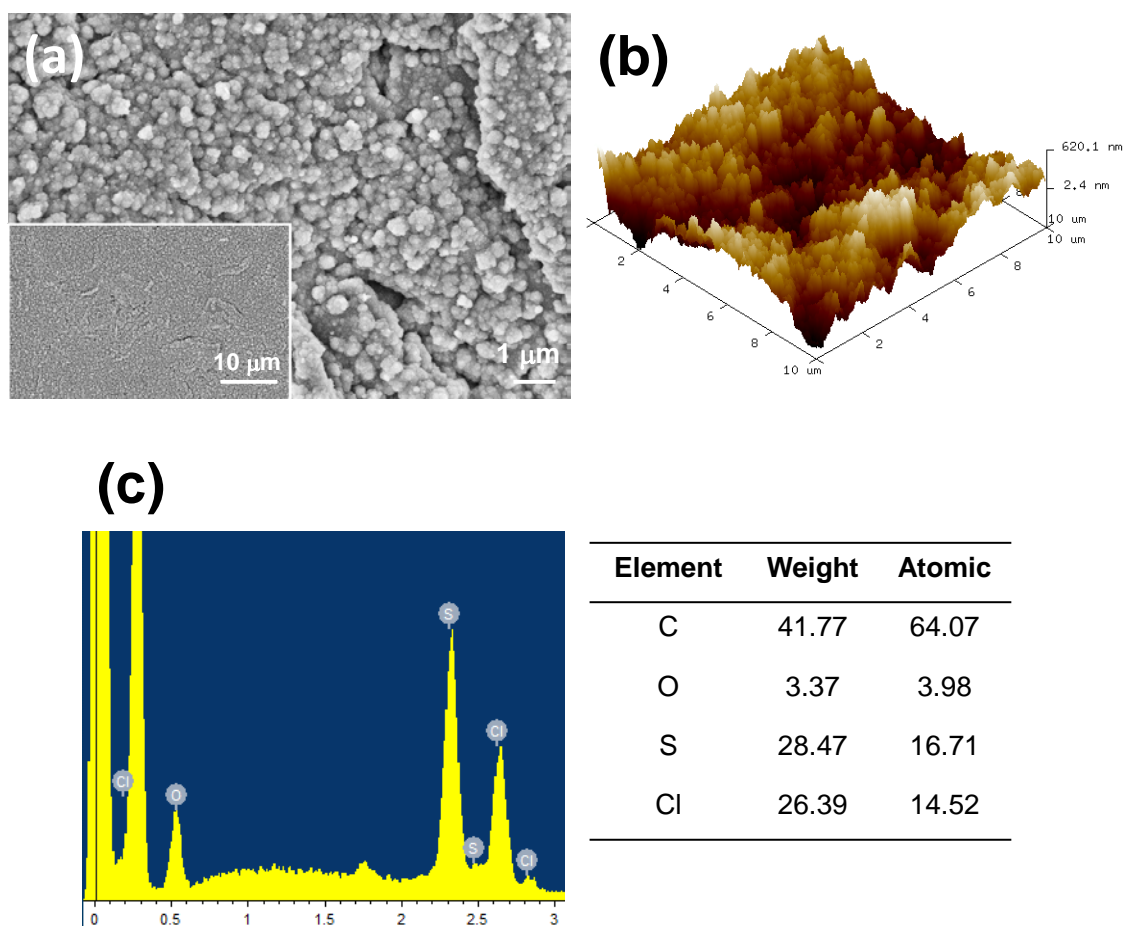 (a)
10 μm
1 μm
(b)
620.1 nm
2.4 nm
10 um
10 um
8
6
4
2
2
4
6
8
10 um
8
(c)
Cl
O
S
S
Cl
Cl
0 0.5 1 1.5 2 2.5 3
Element Weight Atomic
C 41.77 64.07
O 3.37 3.98
S 28.47 16.71
Cl 26.39 14.52